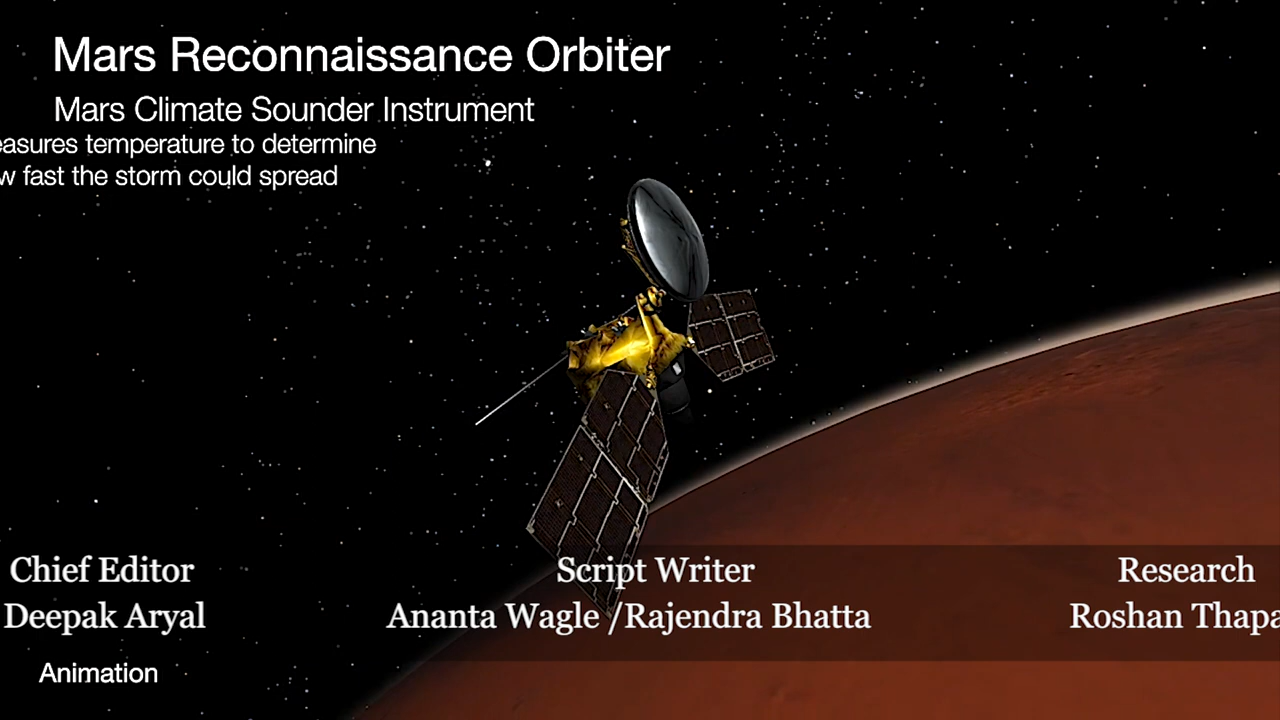 Mars Reconnaissance Orbiter
Mars Climate Sounder Instrument
easures temperature to determine
w fast the storm could spread
Chief Editor
Script Writer
Research
Deepak Aryal
Ananta Wagle /Rajendra Bhatta
Roshan Thapa
Animation